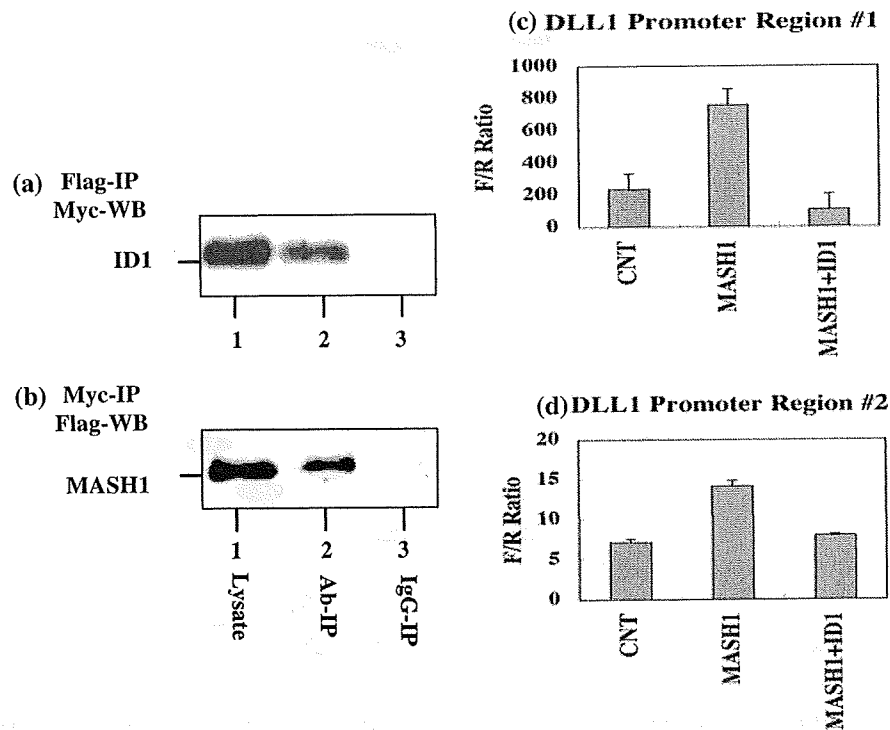 (a) Flag-IP
Myc-WB
ID1
1 2 3
(b) Myc-IP
Flag-WB
MASH1
1 2 3
Lysate
Ab-IP
IgG-IP
(c) DLL1 Promoter Region #1
F/R Ratio
1000
800
600
400
200
0
CNT
MASH1
MASH1+ID1
(d) DLL1 Promoter Region #2
F/R Ratio
20
15
10
5
0
CNT
MASH1
MASH1+ID1